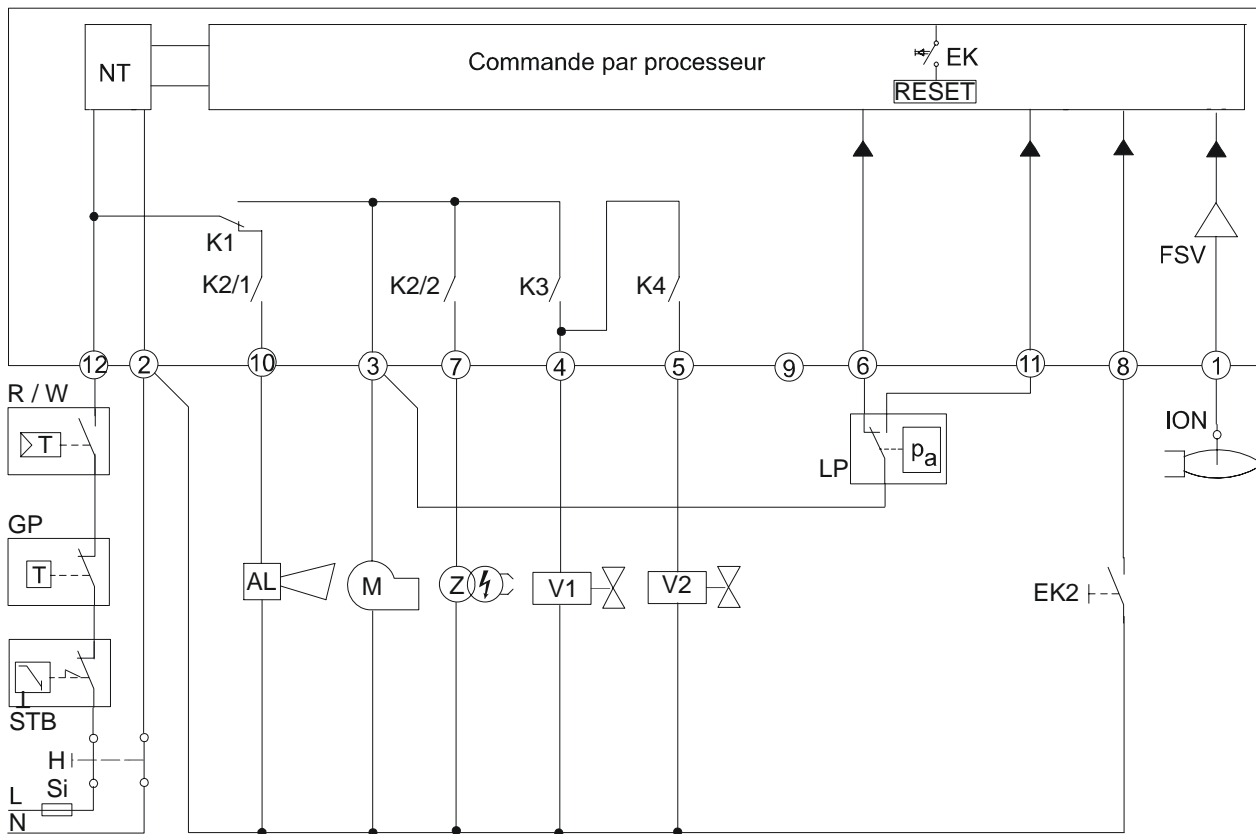 NT
Commande par processeur
EK
RESET
K1
FSV
K2/1
K2/2
K3
K4
12
2
10
3
7
4
5
9
6
11
8
1
R / W
T
ION
LP
pa
GP
T
AL
M
Z
V1
V2
EK2
STB
H
Si
L
N